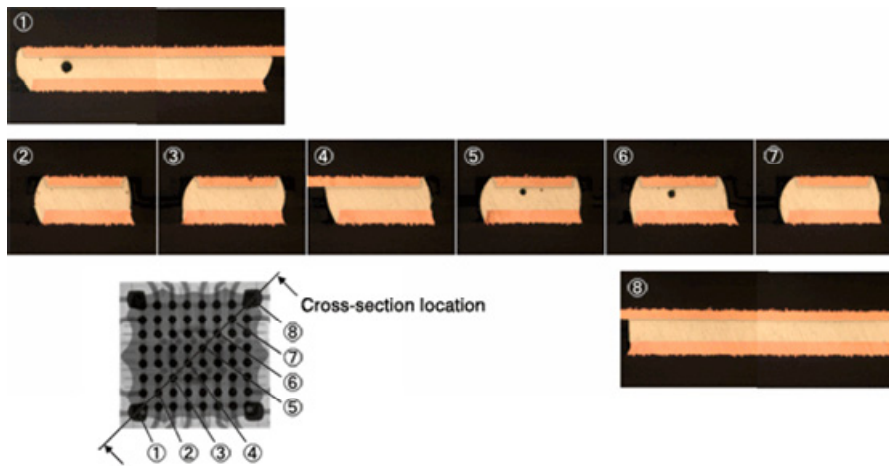 ①
② ③ ④ ⑤ ⑥ ⑦
⑧
Cross-section location
⑧
⑦
⑥
⑤
① ② ③ ④